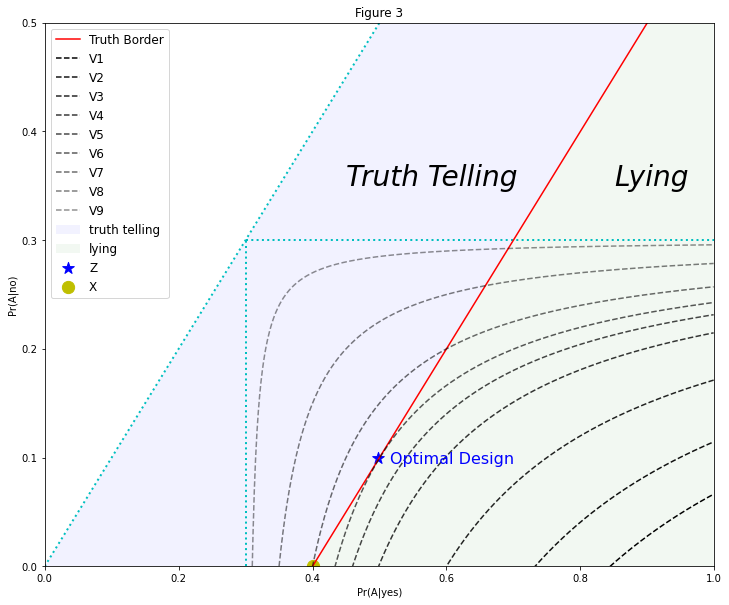 Figure 3
Truth Border
V1
V2
V3
V4
V5
V6
V7
V8
V9
truth telling
lying
Z
X
Truth Telling
Lying
Optimal Design
Pr(A|no)
0.5
0.4
0.3
0.2
0.1
0.0
0.0
0.2
0.4
0.6
0.8
1.0
Pr(A|yes)